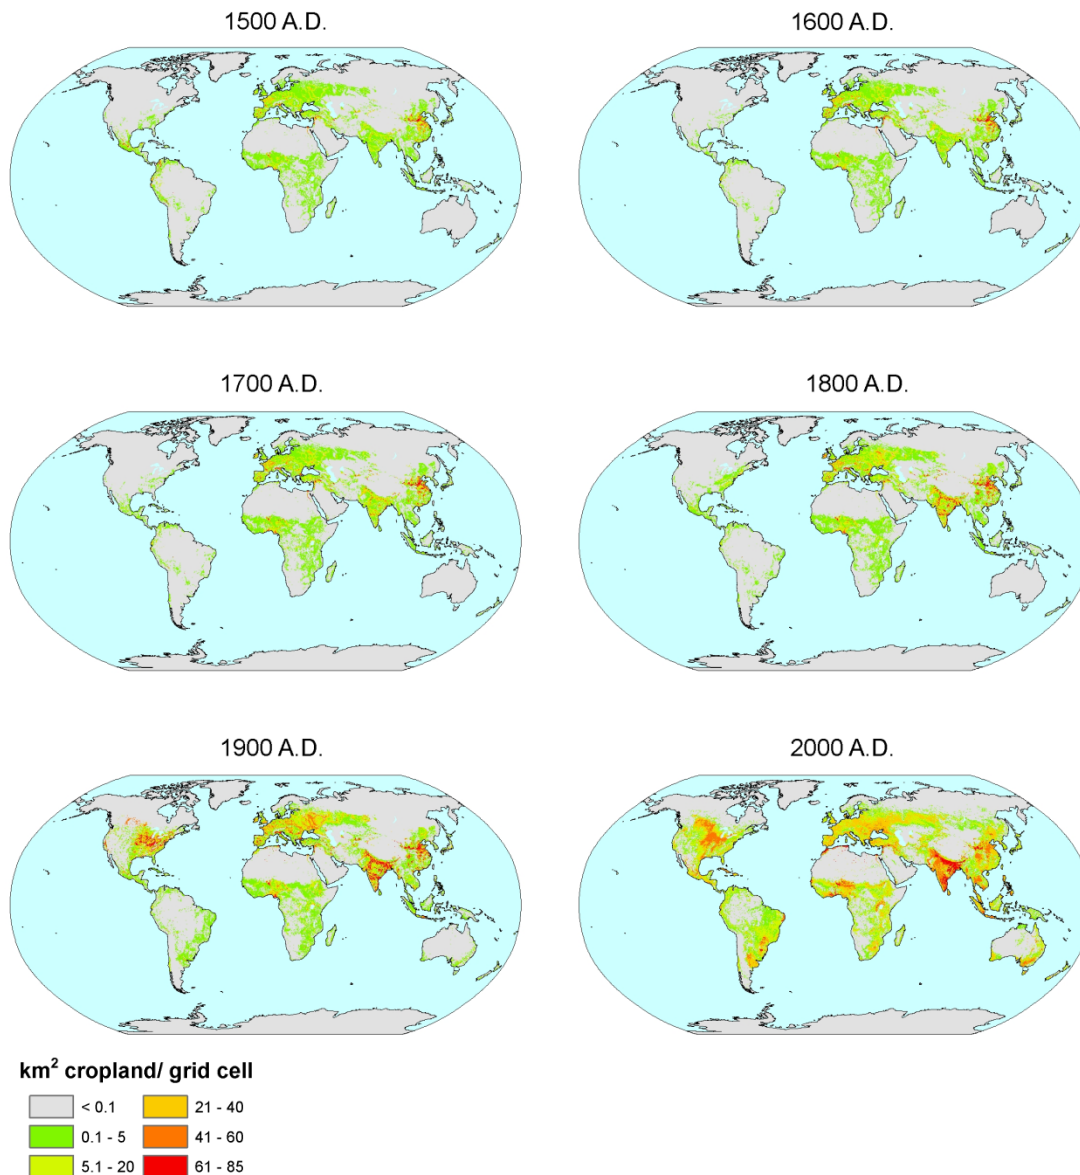 1500 A.D.
1600 A.D.
1700 A.D.
1800 A.D.
1900 A.D.
2000 A.D.
km² cropland/ grid cell
< 0.1
21 - 40
0.1 - 5
41 - 60
5.1 - 20
61 - 85